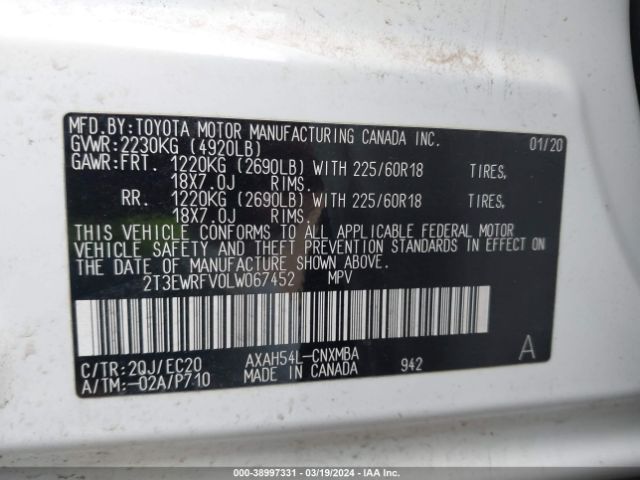 MFD.BY:TOYOTA MOTOR MANUFACTURING CANADA INC. 01/20
GVWR:2230KG (4920LB)
GAWR:FRT. 1220KG (2690LB) WITH 225/60R18 TIRES,
18X7.0J RIMS.
RR. 1220KG (2690LB) WITH 225/60R18 TIRES,
18X7.0J RIMS.
THIS VEHICLE CONFORMS TO ALL APPLICABLE FEDERAL MOTOR
VEHICLE SAFETY AND THEFT PREVENTION STANDARDS IN EFFECT ON
THE DATE OF MANUFACTURE SHOWN ABOVE.
2T3EWRFV0LW067452 MPV
C/TR:2QJ/EC20 AXAH54L-CNXMBA 942 A
A/TM:-02A/P710 MADE IN CANADA
000-38997331 - 03/19/2024 - IAA Inc.